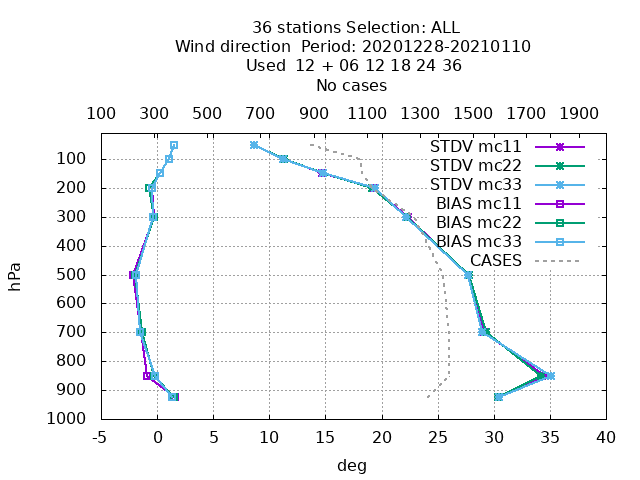 36 stations Selection: ALL
Wind direction  Period: 20201228-20210110
Used  12 + 06 12 18 24 36
No cases
100 300 500 700 900 1100 1300 1500 1700 1900
STDV mc11
STDV mc22
STDV mc33
BIAS mc11
BIAS mc22
BIAS mc33
CASES
hPa
100
200
300
400
500
600
700
800
900
1000
-5 0 5 10 15 20 25 30 35 40
deg